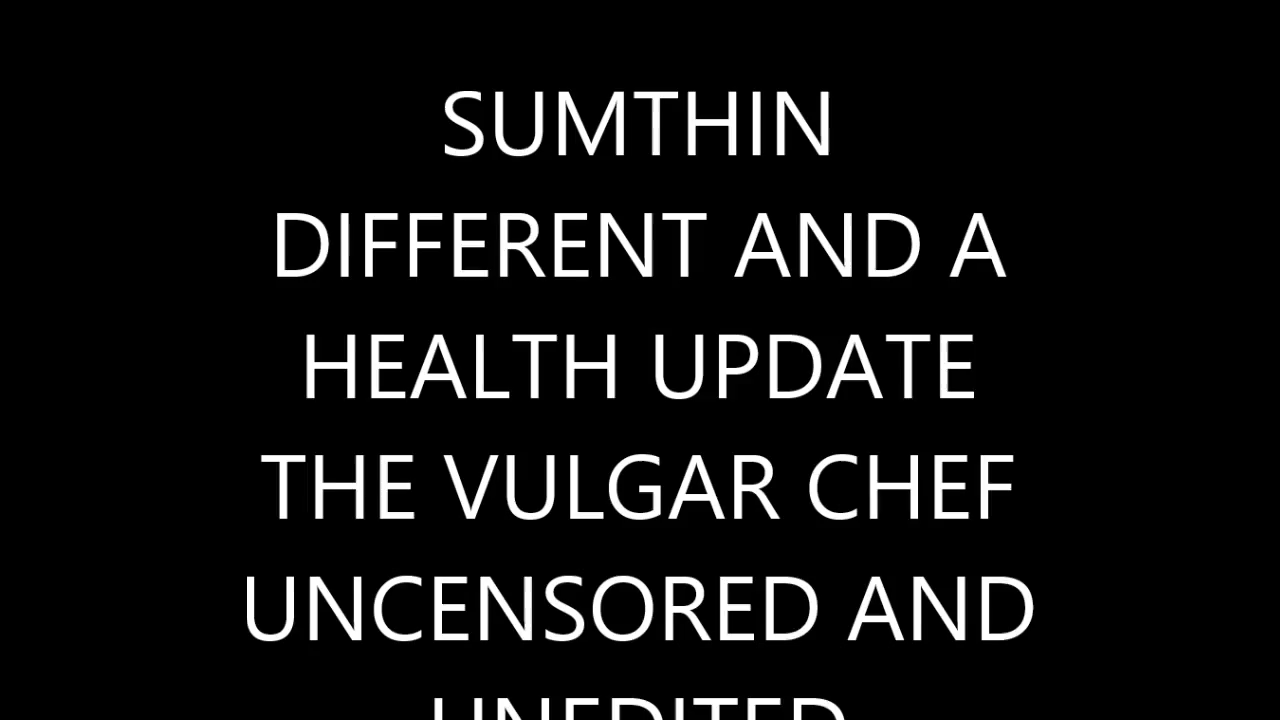 SUMTHIN
DIFFERENT AND A
HEALTH UPDATE
THE VULGAR CHEF
UNCENSORED AND
UNEDITED